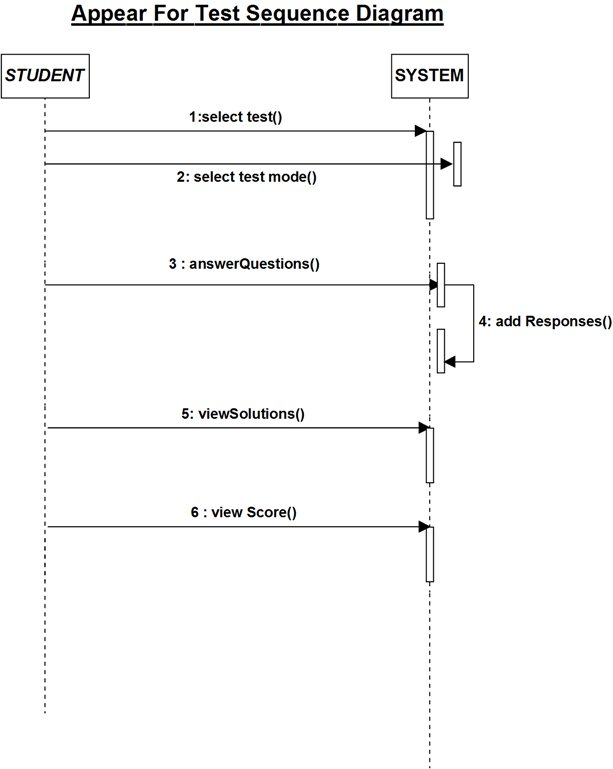 Appear For Test Sequence Diagram
STUDENT
SYSTEM
1:select test()
2: select test mode()
3 : answerQuestions()
4: add Responses()
5: viewSolutions()
6 : view Score()